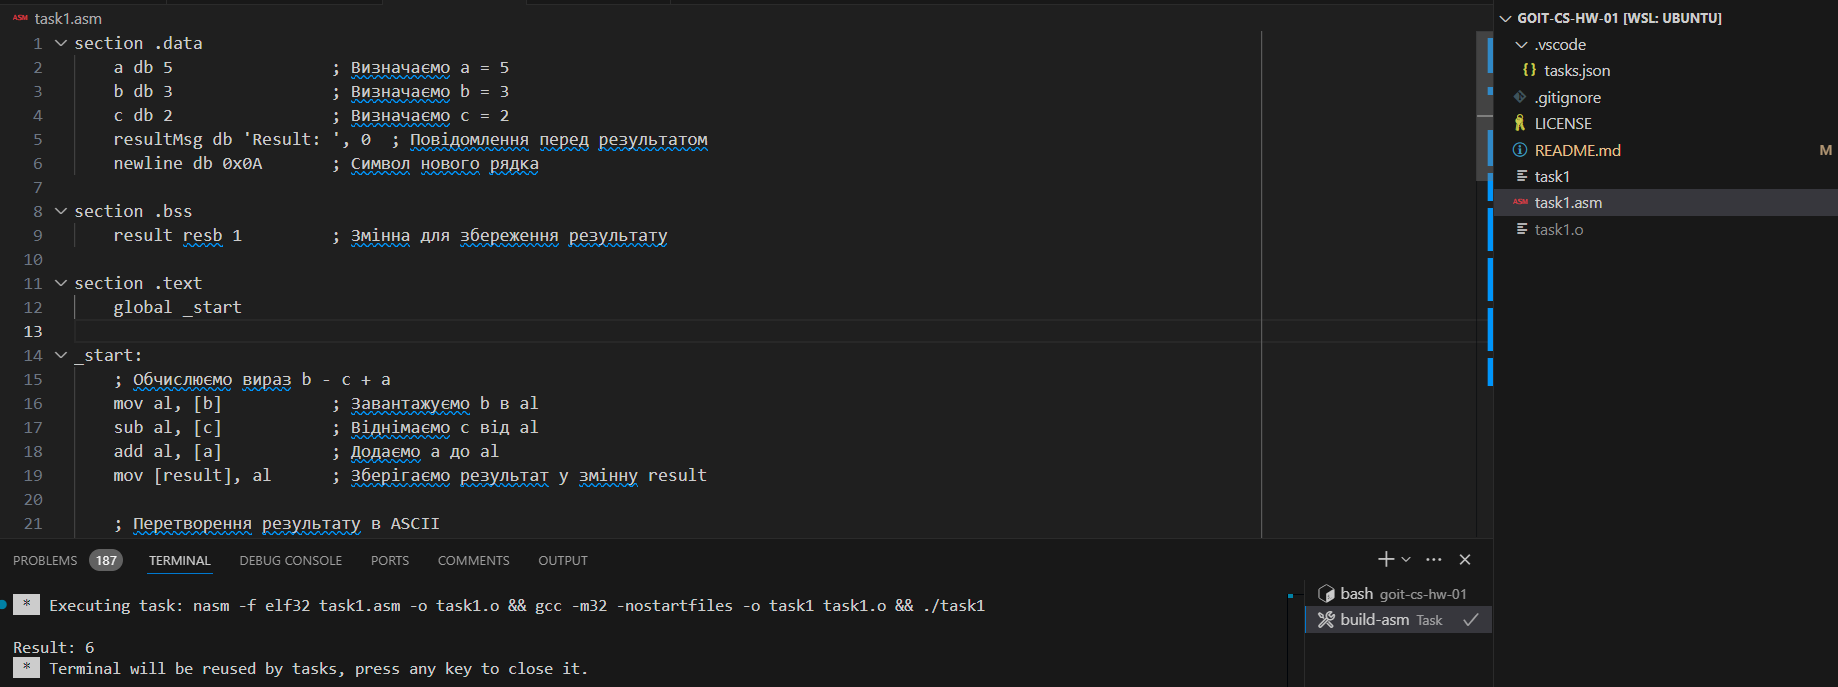 ASM task1.asm
1 section .data
2 a db 5 ; Визначаємо a = 5
3 b db 3 ; Визначаємо b = 3
4 c db 2 ; Визначаємо c = 2
5 resultMsg db 'Result: ', 0 ; Повідомлення перед результатом
6 newline db 0x0A ; Символ нового рядка
7
8 section .bss
9 result resb 1 ; Змінна для збереження результату
10
11 section .text
12 global _start
13
14 _start:
15 ; Обчислюємо вираз b - c + a
16 mov al, [b] ; Завантажуємо b в al
17 sub al, [c] ; Віднімаємо c від al
18 add al, [a] ; Додаємо a до al
19 mov [result], al ; Зберігаємо результат у змінну result
20
21 ; Перетворення результату в ASCII
GOIT-CS-HW-01 [WSL: UBUNTU]
.vscode
{} tasks.json
.gitignore
LICENSE
README.md M
task1
ASM task1.asm
task1.o
PROBLEMS 187 TERMINAL DEBUG CONSOLE PORTS COMMENTS OUTPUT
* Executing task: nasm -f elf32 task1.asm -o task1.o && gcc -m32 -nostartfiles -o task1 task1.o && ./task1
Result: 6
* Terminal will be reused by tasks, press any key to close it.
bash goit-cs-hw-01
build-asm Task